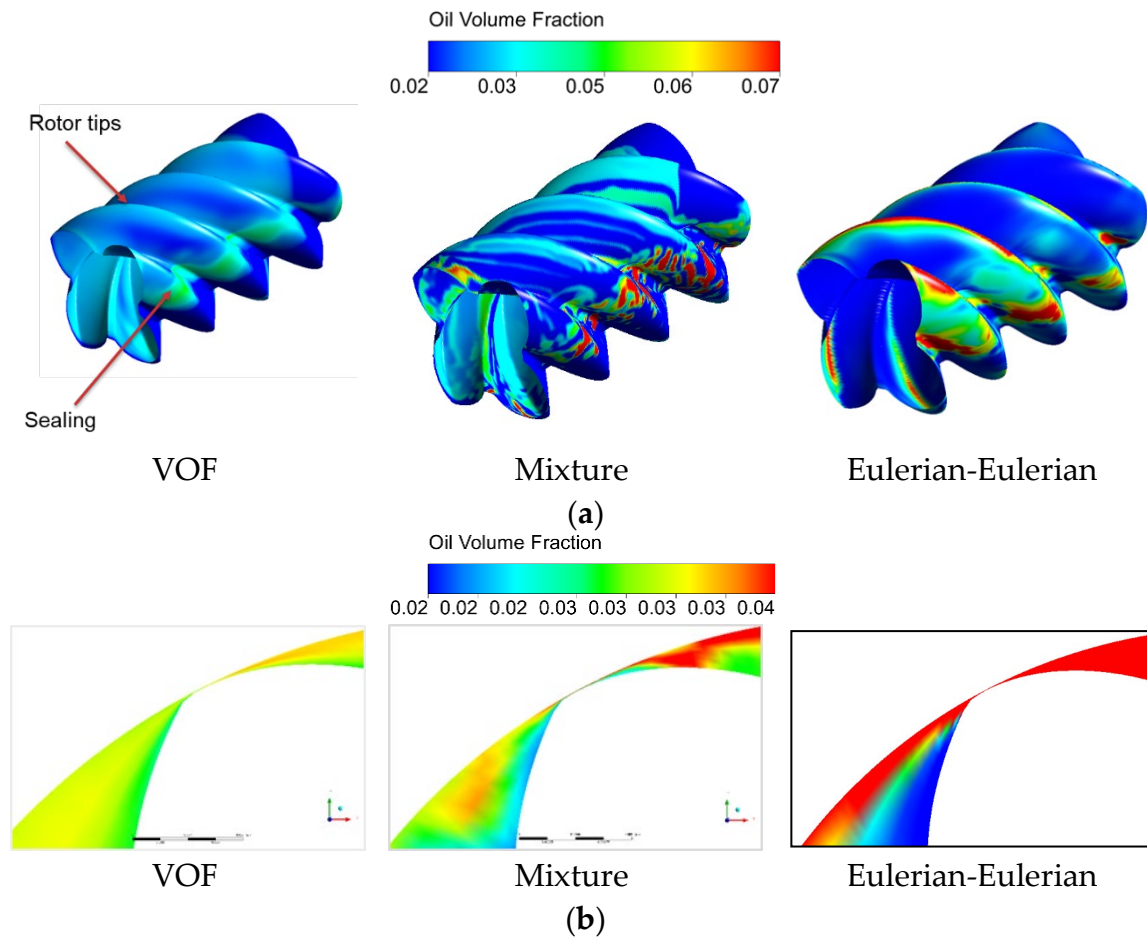 Oil Volume Fraction
0.02 0.03 0.05 0.06 0.07
Rotor tips
Sealing
VOF Mixture Eulerian-Eulerian
(a)
Oil Volume Fraction
0.02 0.02 0.02 0.03 0.03 0.03 0.04
VOF Mixture Eulerian-Eulerian
(b)